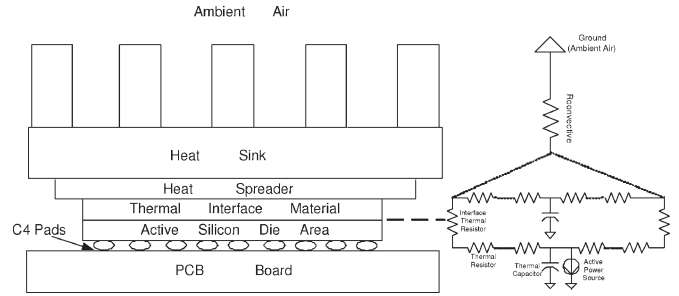 Ambient Air
Heat Sink
Heat Spreader
Thermal Interface Material
Active Silicon Die Area
C4 Pads
PCB Board
Ground
(Ambient Air)
Rconvective
Interface
Thermal
Resistor
Thermal
Resistor
Thermal
Capacitor
Active
Power
Source